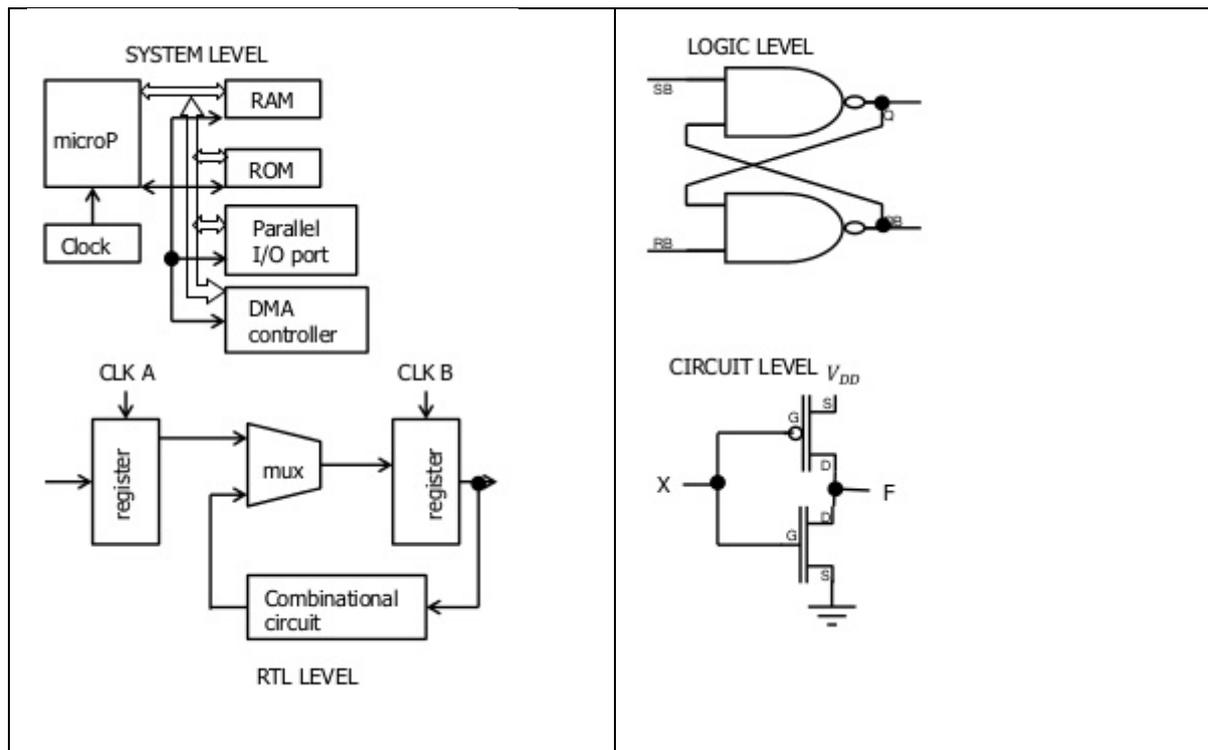 SYSTEM LEVEL
microP
RAM
ROM
Clock
Parallel
I/O port
DMA
controller
CLK A
CLK B
register
mux
register
Combinational
circuit
RTL LEVEL
LOGIC LEVEL
SB
Q
RB
CIRCUIT LEVEL V_DD
S
G
D
X
F
D
G
S